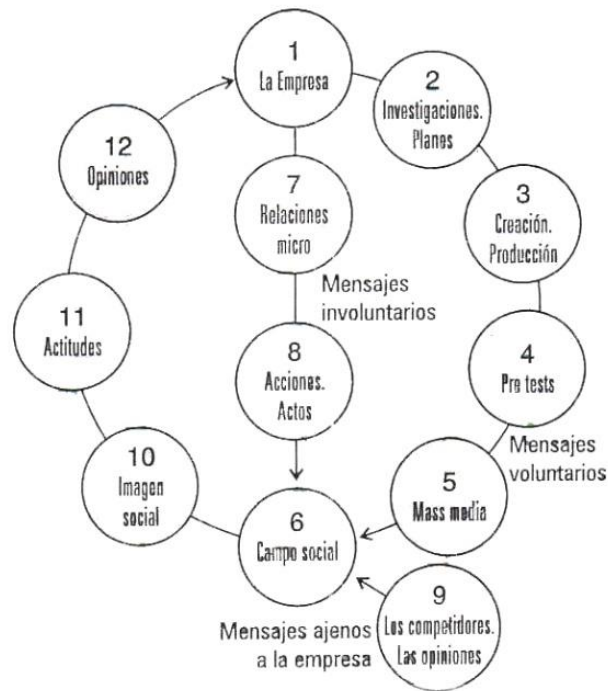 1
La Empresa
2
Investigaciones.
Planes
3
Creación.
Producción
4
Pre tests
Mensajes
voluntarios
5
Mass media
6
Campo social
7
Relaciones
micro
Mensajes
involuntarios
8
Acciones.
Actos
9
Los competidores.
Las opiniones
Mensajes ajenos
a la empresa
10
Imagen
social
11
Actitudes
12
Opiniones